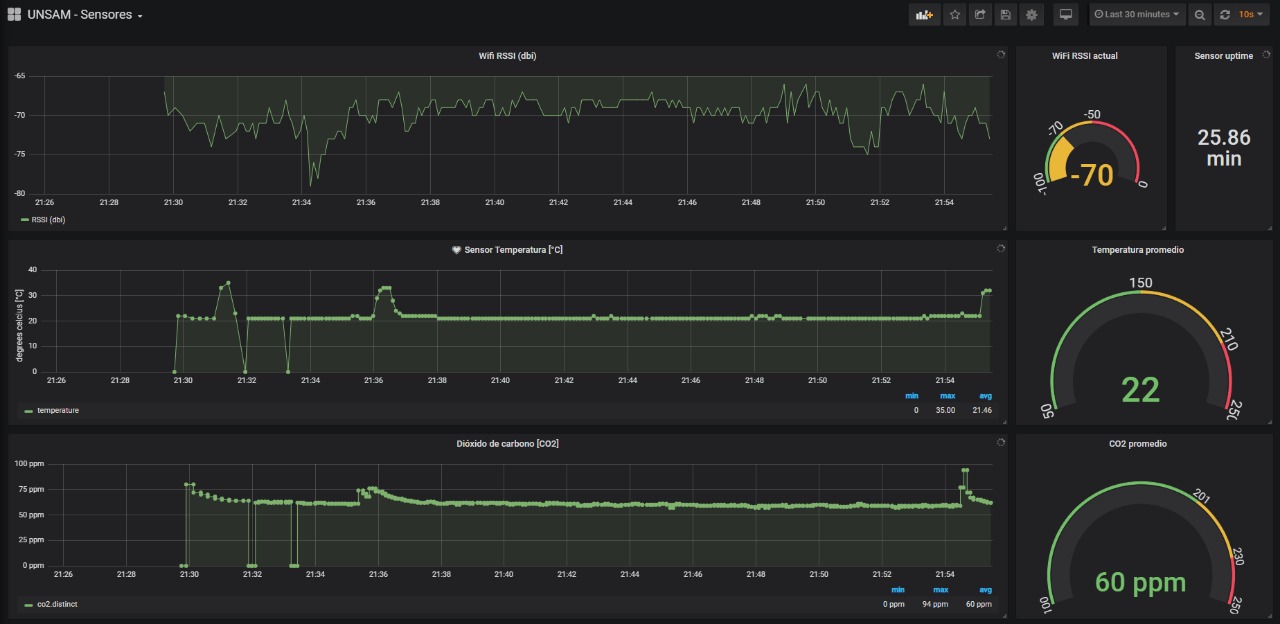 UNSAM - Sensores
Last 30 minutes
10s
Wifi RSSI (dbi)
-65
-70
-75
-80
21:26 21:28 21:30 21:32 21:34 21:36 21:38 21:40 21:42 21:44 21:46 21:48 21:50 21:52 21:54
RSSI (dbi)
WiFi RSSI actual
-100
-70
-50
0
-70
Sensor uptime
25.86
min
Sensor Temperatura [°C]
degrees celcius [°C]
40
30
20
10
0
21:26 21:28 21:30 21:32 21:34 21:36 21:38 21:40 21:42 21:44 21:46 21:48 21:50 21:52 21:54
min max avg
temperature 0 35.00 21.46
Temperatura promedio
50
150
210
250
22
Dióxido de carbono [CO2]
100 ppm
75 ppm
50 ppm
25 ppm
0 ppm
21:26 21:28 21:30 21:32 21:34 21:36 21:38 21:40 21:42 21:44 21:46 21:48 21:50 21:52 21:54
min max avg
co2.distinct 0 ppm 94 ppm 60 ppm
CO2 promedio
100
201
230
250
60 ppm